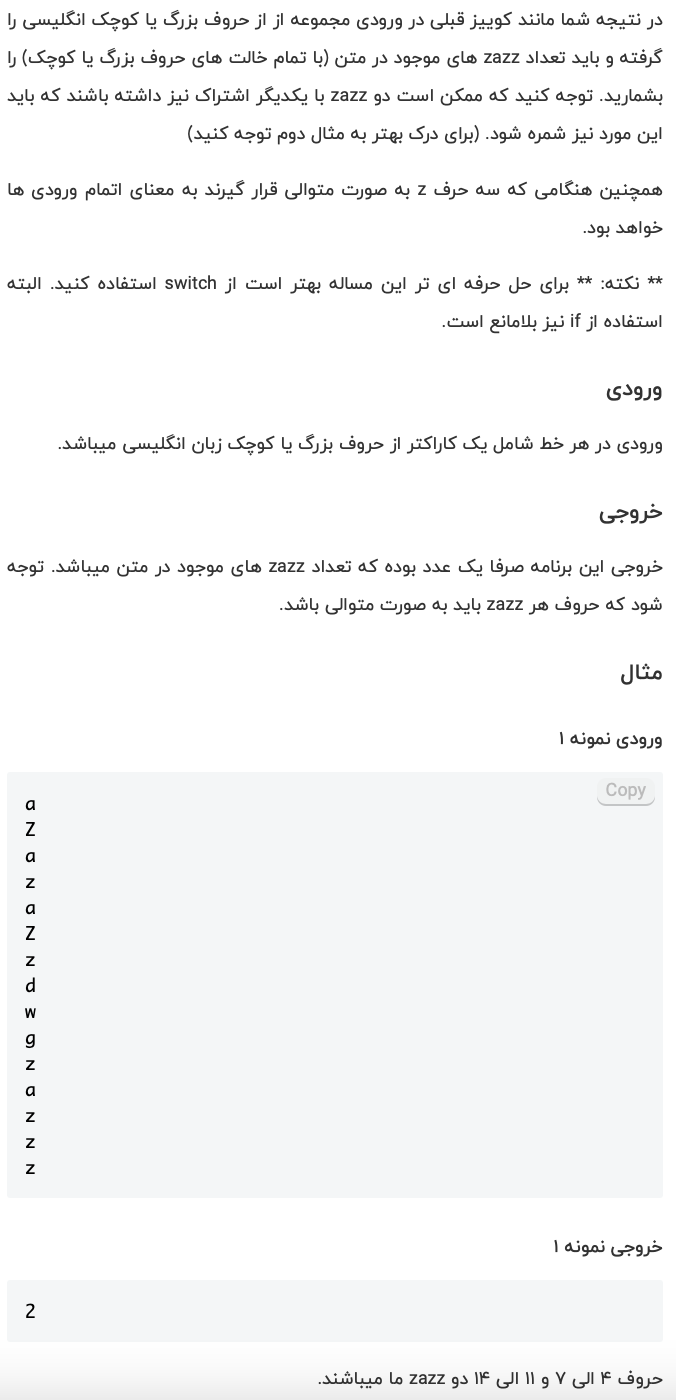 در نتیجه شما مانند کوییز قبلی در ورودی مجموعه از از حروف بزرگ یا کوچک انگلیسی را
گرفته و باید تعداد zazz های موجود در متن (با تمام خالت های حروف بزرگ یا کوچک) را
بشمارید. توجه کنید که ممکن است دو zazz با یکدیگر اشتراک نیز داشته باشند که باید
این مورد نیز شمره شود. (برای درک بهتر به مثال دوم توجه کنید)
همچنین هنگامی که سه حرف z به صورت متوالی قرار گیرند به معنای اتمام ورودی ها
خواهد بود.
** نکته: ** برای حل حرفه ای تر این مساله بهتر است از switch استفاده کنید. البته
استفاده از if نیز بلامانع است.
ورودی
ورودی در هر خط شامل یک کاراکتر از حروف بزرگ یا کوچک زبان انگلیسی میباشد.
خروجی
خروجی این برنامه صرفا یک عدد بوده که تعداد zazz های موجود در متن میباشد. توجه
شود که حروف هر zazz باید به صورت متوالی باشد.
مثال
ورودی نمونه ۱
Copy
a
Z
a
z
a
Z
z
d
w
g
z
a
z
z
z
خروجی نمونه ۱
2
حروف ۴ الی ۷ و ۱۱ الی ۱۴ دو zazz ما میباشند.